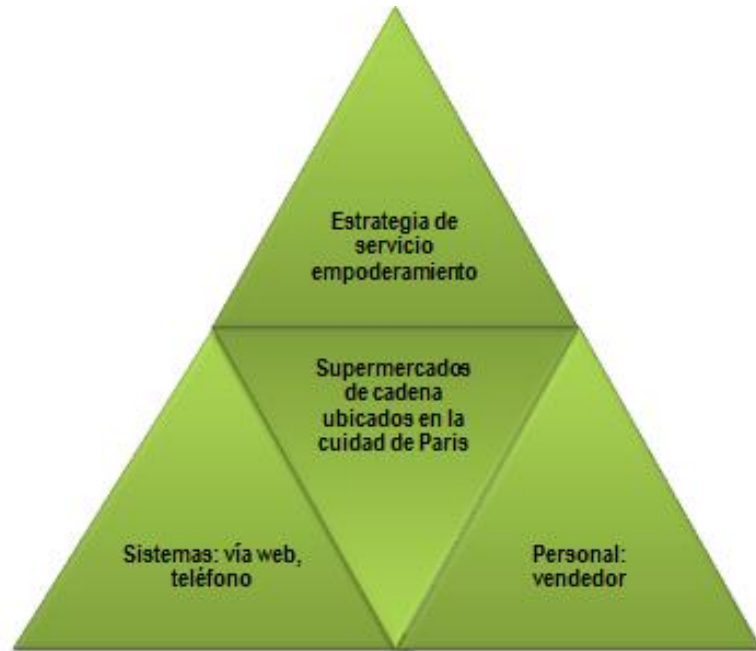 Estrategia de
servicio
empoderamiento
Supermercados
de cadena
ubicados en la
cuidad de Paris
Sistemas: vía web,
teléfono
Personal:
vendedor